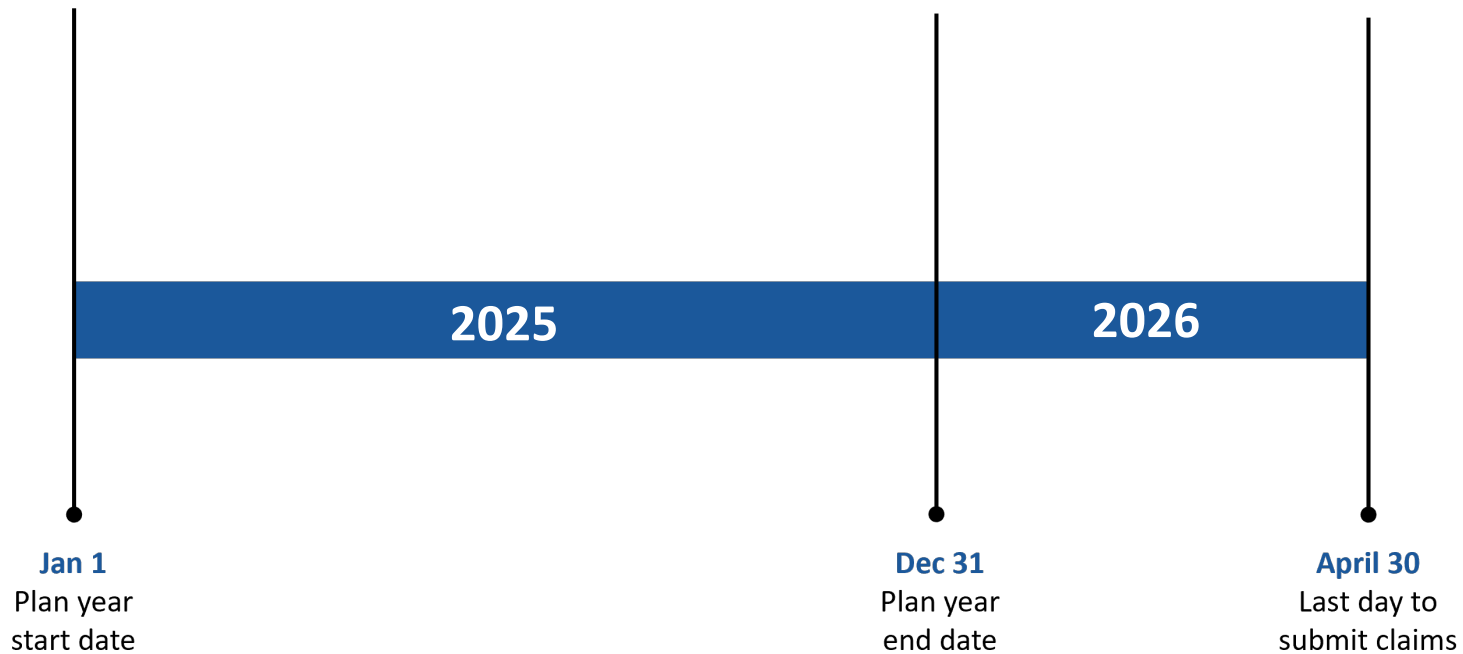 2025
2026
Jan 1
Plan year
start date
Dec 31
Plan year
end date
April 30
Last day to
submit claims